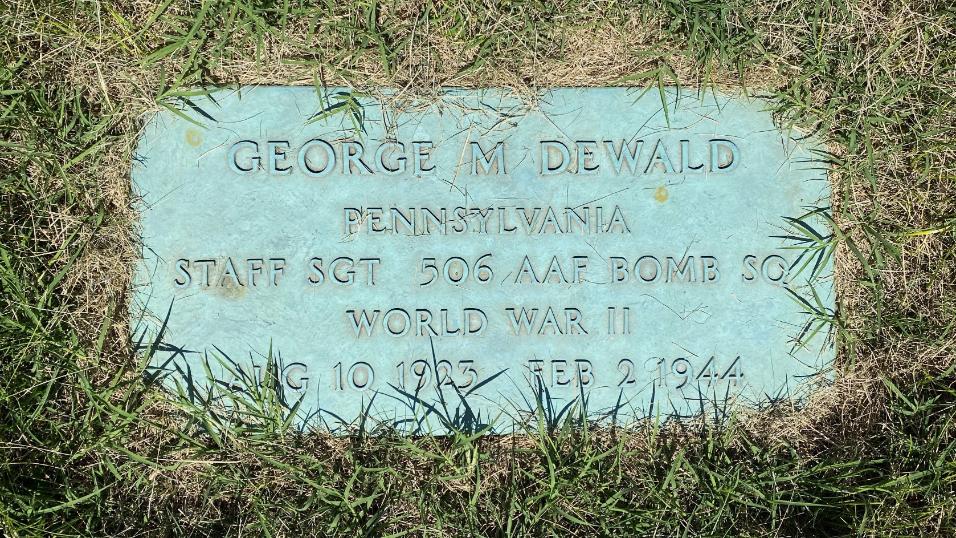 GEORGE M DEWALD
PENNSYLVANIA
STAFF SGT 506 AAF BOMB SQ
WORLD WAR II
AUG 10 1923 FEB 2 1944